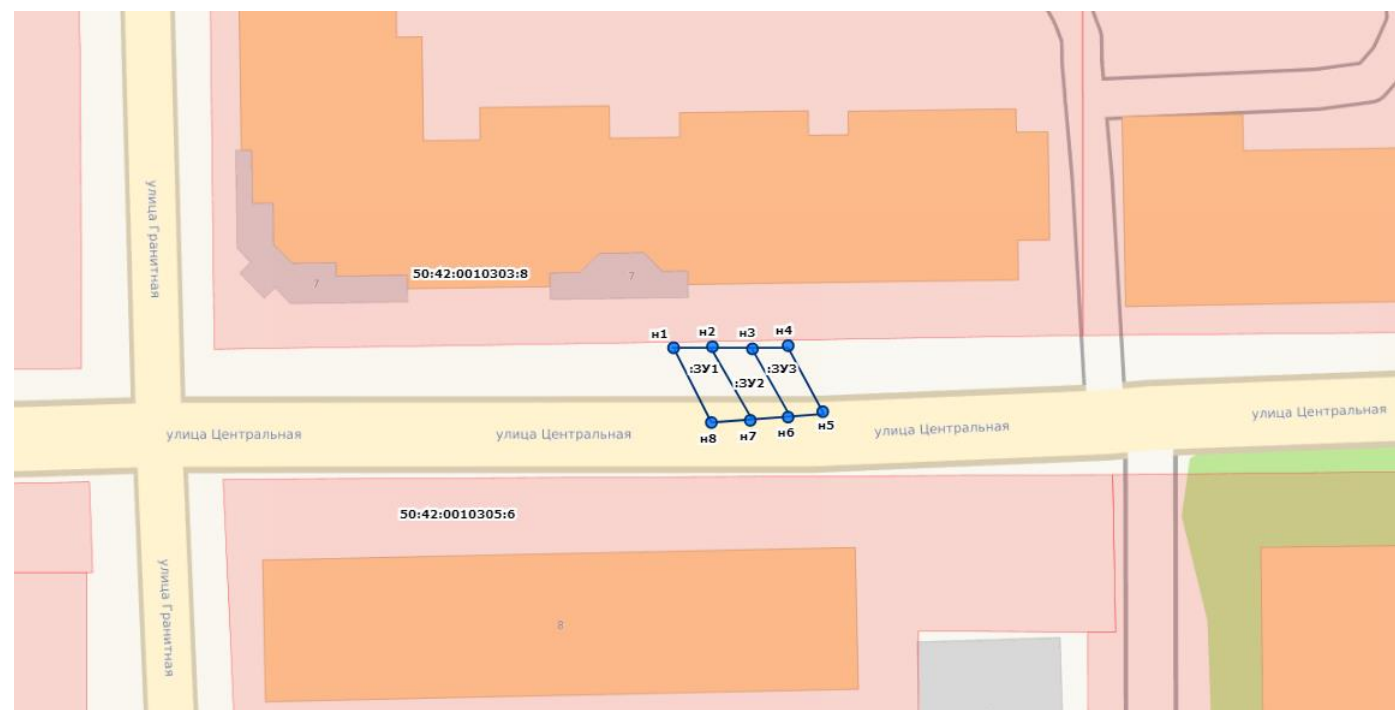 улица Гранитная
50:42:0010303:8
7
7
н1
н2
н3
н4
:ЗУ1
:ЗУ2
:ЗУ3
н8
н7
н6
н5
улица Центральная
улица Центральная
улица Центральная
улица Центральная
50:42:0010305:6
улица Гранитная
8